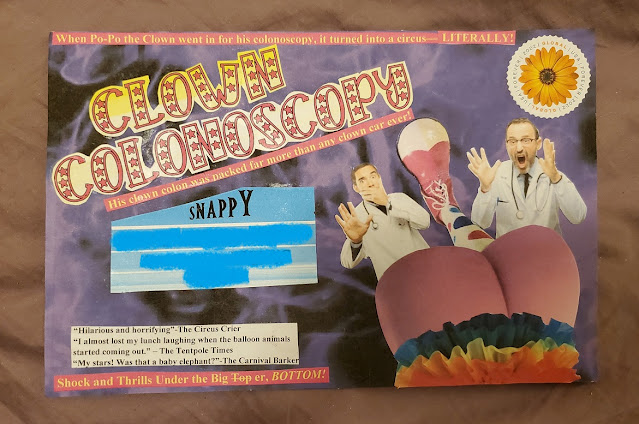 When Po-Po the Clown went in for his colonoscopy, it turned into a circus— LITERALLY!
CLOWN
COLONOSCOPY
His clown colon was packed far more than any clown car ever!
GLOBAL
SNAPPY
“Hilarious and horrifying”-The Circus Crier
“I almost lost my lunch laughing when the balloon animals
started coming out.” – The Tentpole Times
“My stars! Was that a baby elephant?”-The Carnival Barker
Shock and Thrills Under the Big Top er, BOTTOM!